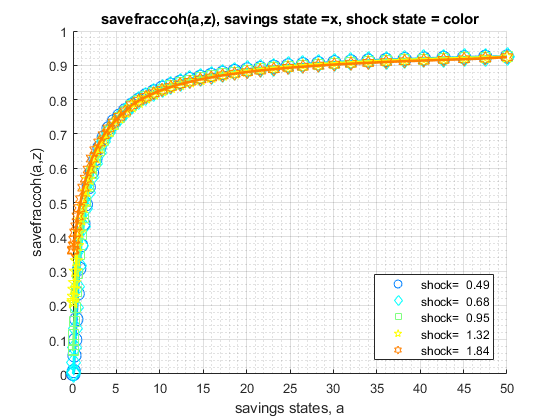 savefraccoh(a,z), savings state =x, shock state = color
savefraccoh(a,z)
1
0.9
0.8
0.7
0.6
0.5
0.4
0.3
0.2
0.1
0
0 5 10 15 20 25 30 35 40 45 50
savings states, a
shock= 0.49
shock= 0.68
shock= 0.95
shock= 1.32
shock= 1.84